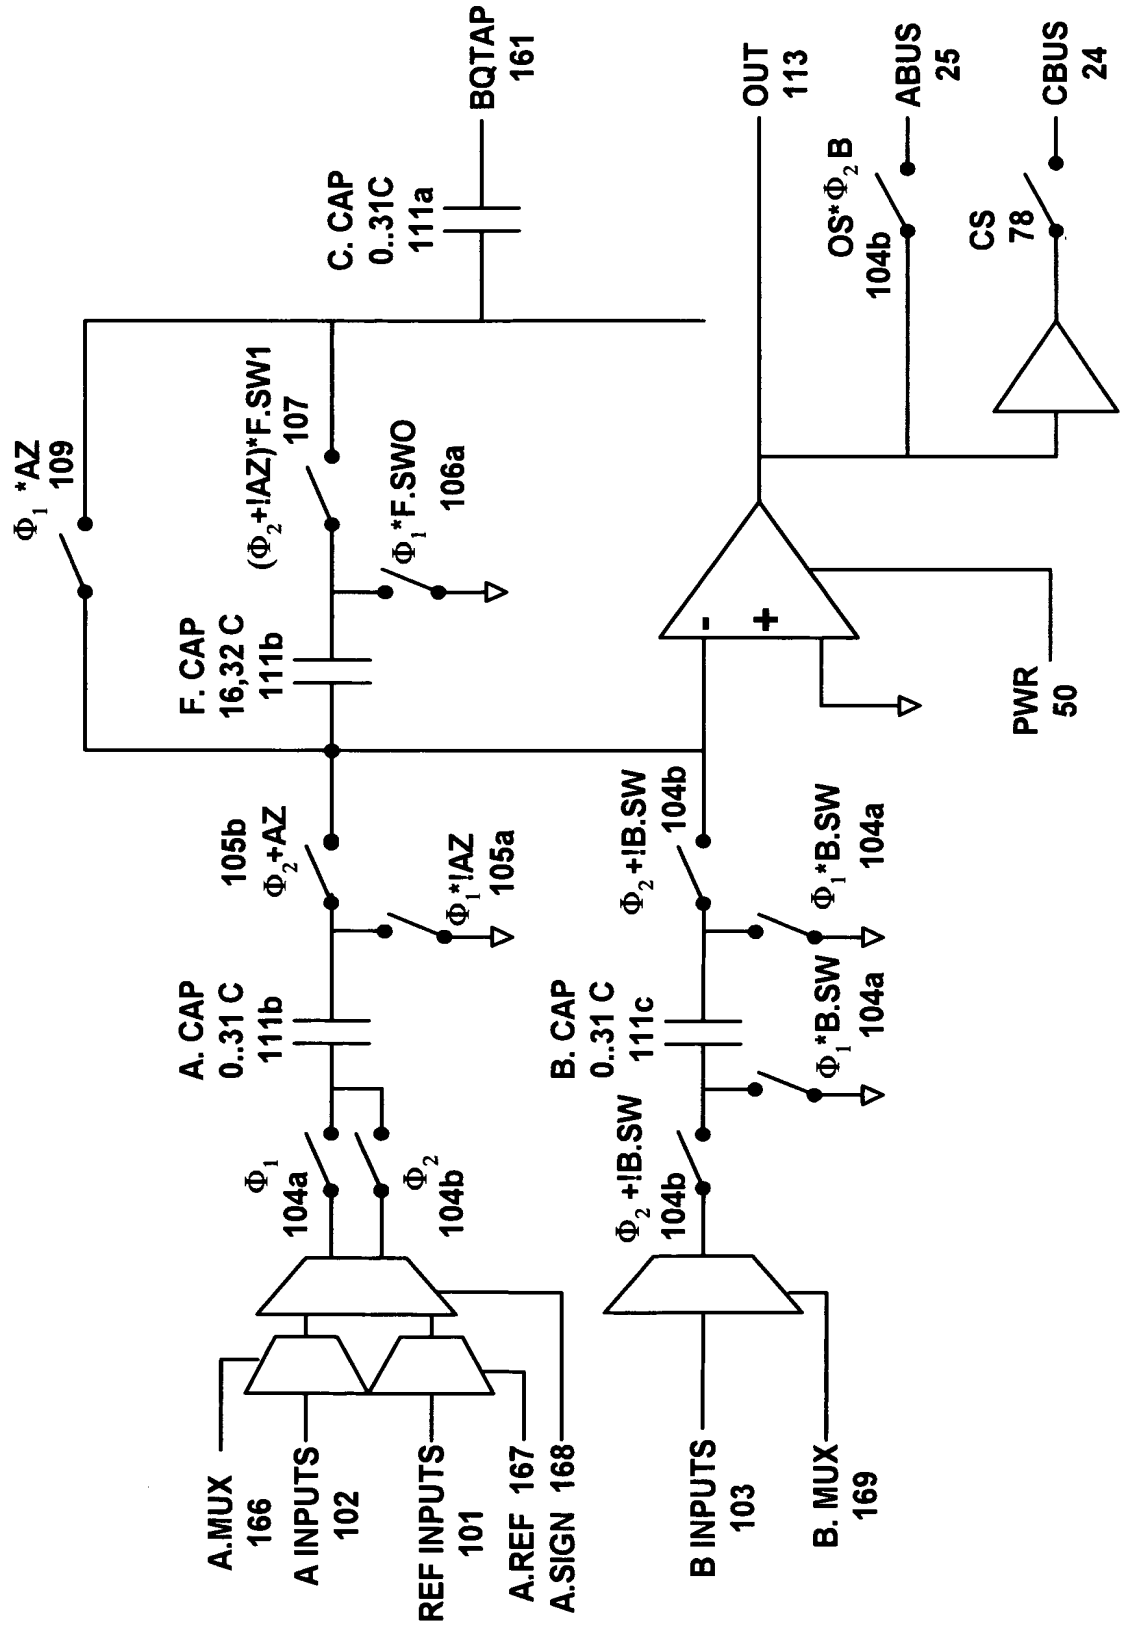 Φ1 *AZ
109
C. CAP
0..31C
111a
BQTAP
161
F. CAP
16,32 C
111b
(Φ2+!AZ)*F.SW1
107
Φ1*F.SWO
106a
A.MUX
166
A INPUTS
102
REF INPUTS
101
A.REF 167
A.SIGN 168
Φ1
104a
Φ2
104b
A. CAP
0..31 C
111b
105b
Φ2+AZ
Φ1*!AZ
105a
B INPUTS
103
B. MUX
169
Φ2 +!B.SW
104b
B. CAP
0..31 C
111c
Φ1*B.SW
104a
Φ2 +!B.SW
104b
Φ1*B.SW
104a
-
+
PWR
50
OUT
113
OS*Φ2 B
104b
ABUS
25
CS
78
CBUS
24